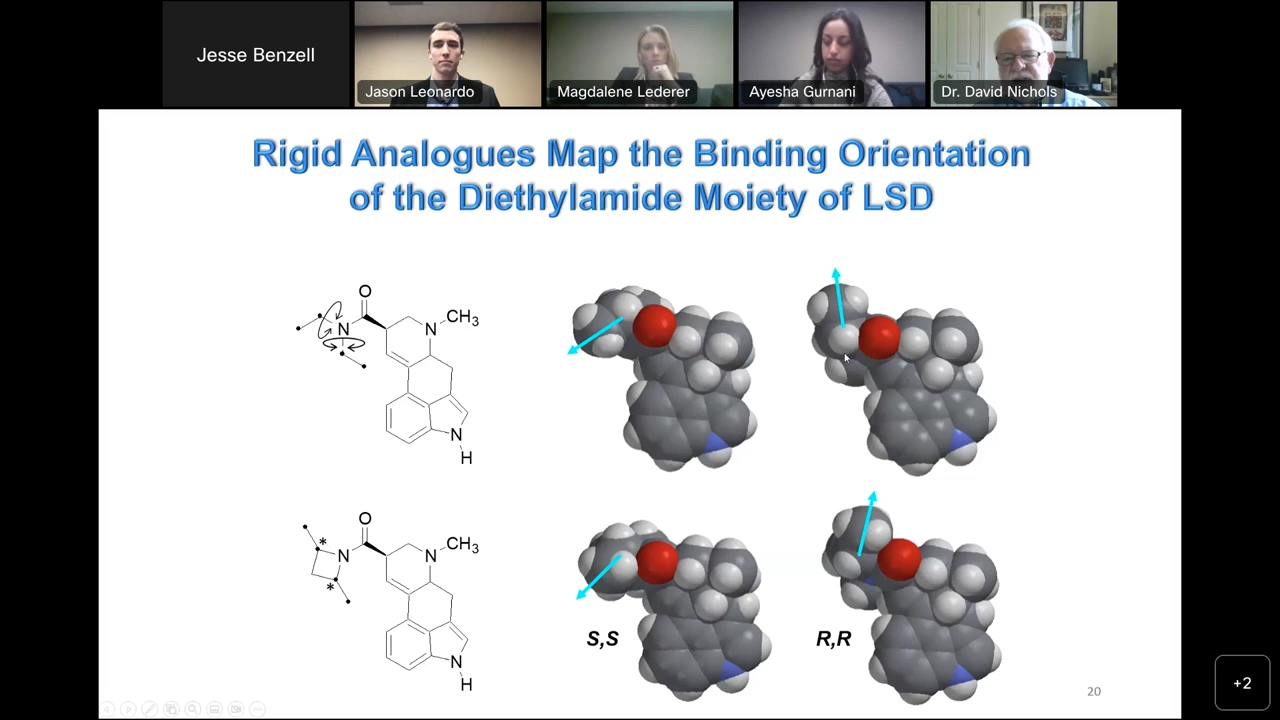 Jesse Benzell
Jason Leonardo
Magdalene Lederer
Ayesha Gurnani
Dr. David Nichols
Rigid Analogues Map the Binding Orientation
of the Diethylamide Moiety of LSD
O
N
N
CH3
N
H
O
*
N
N
CH3
*
S,S
R,R
N
H
20
+2